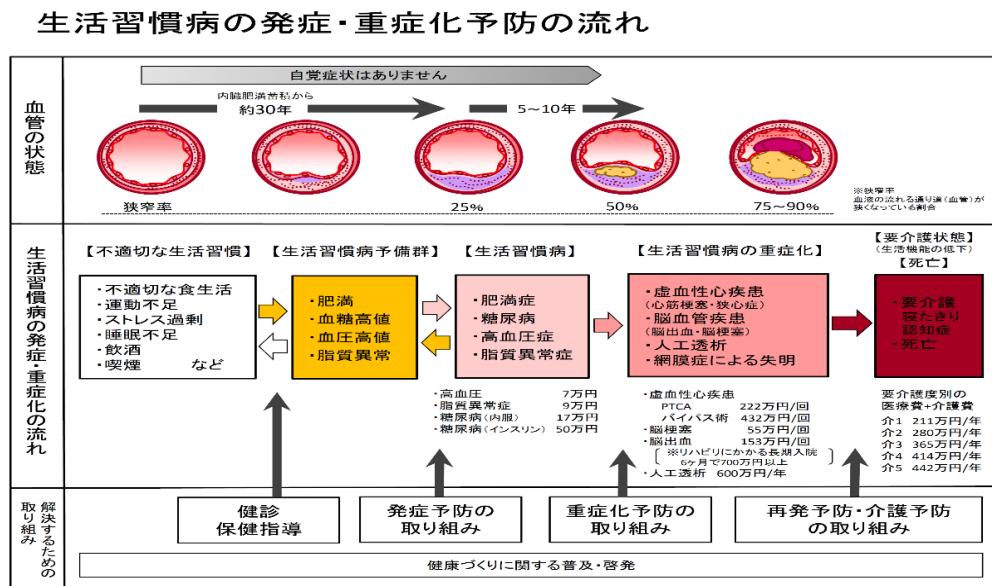 生活習慣病の発症・重症化予防の流れ
血管の状態
自覚症状はありません
内臓肥満蓄積から
約30年
5～10年
狭窄率
25%
50%
75～90%
※狭窄率
血液の流れる通り道(血管)が
狭くなっている割合
生活習慣病の発症・重症化の流れ
【不適切な生活習慣】
・不適切な食生活
・運動不足
・ストレス過剰
・睡眠不足
・飲酒
・喫煙 など
【生活習慣病予備群】
・肥満
・血糖高値
・血圧高値
・脂質異常
【生活習慣病】
・肥満症
・糖尿病
・高血圧症
・脂質異常症
・高血圧 7万円
・脂質異常症 9万円
・糖尿病(内服) 17万円
・糖尿病(インスリン) 50万円
【生活習慣病の重症化】
・虚血性心疾患
(心筋梗塞・狭心症)
・脳血管疾患
(脳出血・脳梗塞)
・人工透析
・網膜症による失明
・虚血性心疾患
PTCA 222万円/回
バイパス術 432万円/回
・脳梗塞 55万円/回
・脳出血 153万円/回
※リハビリにかかる長期入院
6ヶ月で700万円以上
・人工透析 600万円/年
【要介護状態】
(生活機能の低下)
【死亡】
・要介護
寝たきり
認知症
・死亡
要介護度別の
医療費+介護費
介1 211万円/年
介2 280万円/年
介3 365万円/年
介4 414万円/年
介5 442万円/年
解決するための
取り組み
健診
保健指導
発症予防の
取り組み
重症化予防の
取り組み
再発予防・介護予防
の取り組み
健康づくりに関する普及・啓発